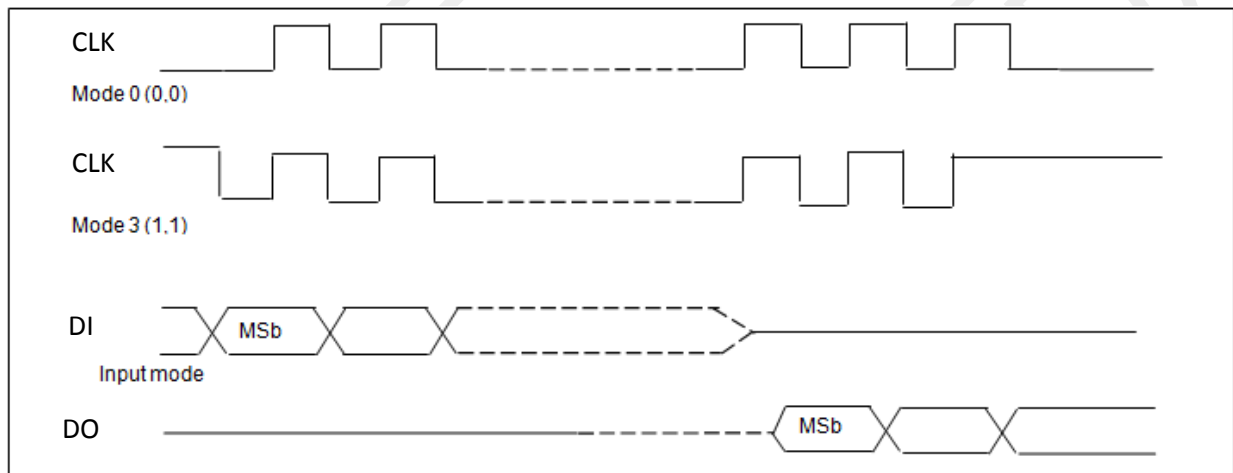 CLK
Mode 0 (0,0)
CLK
Mode 3 (1,1)
DI
MSb
Input mode
DO
MSb